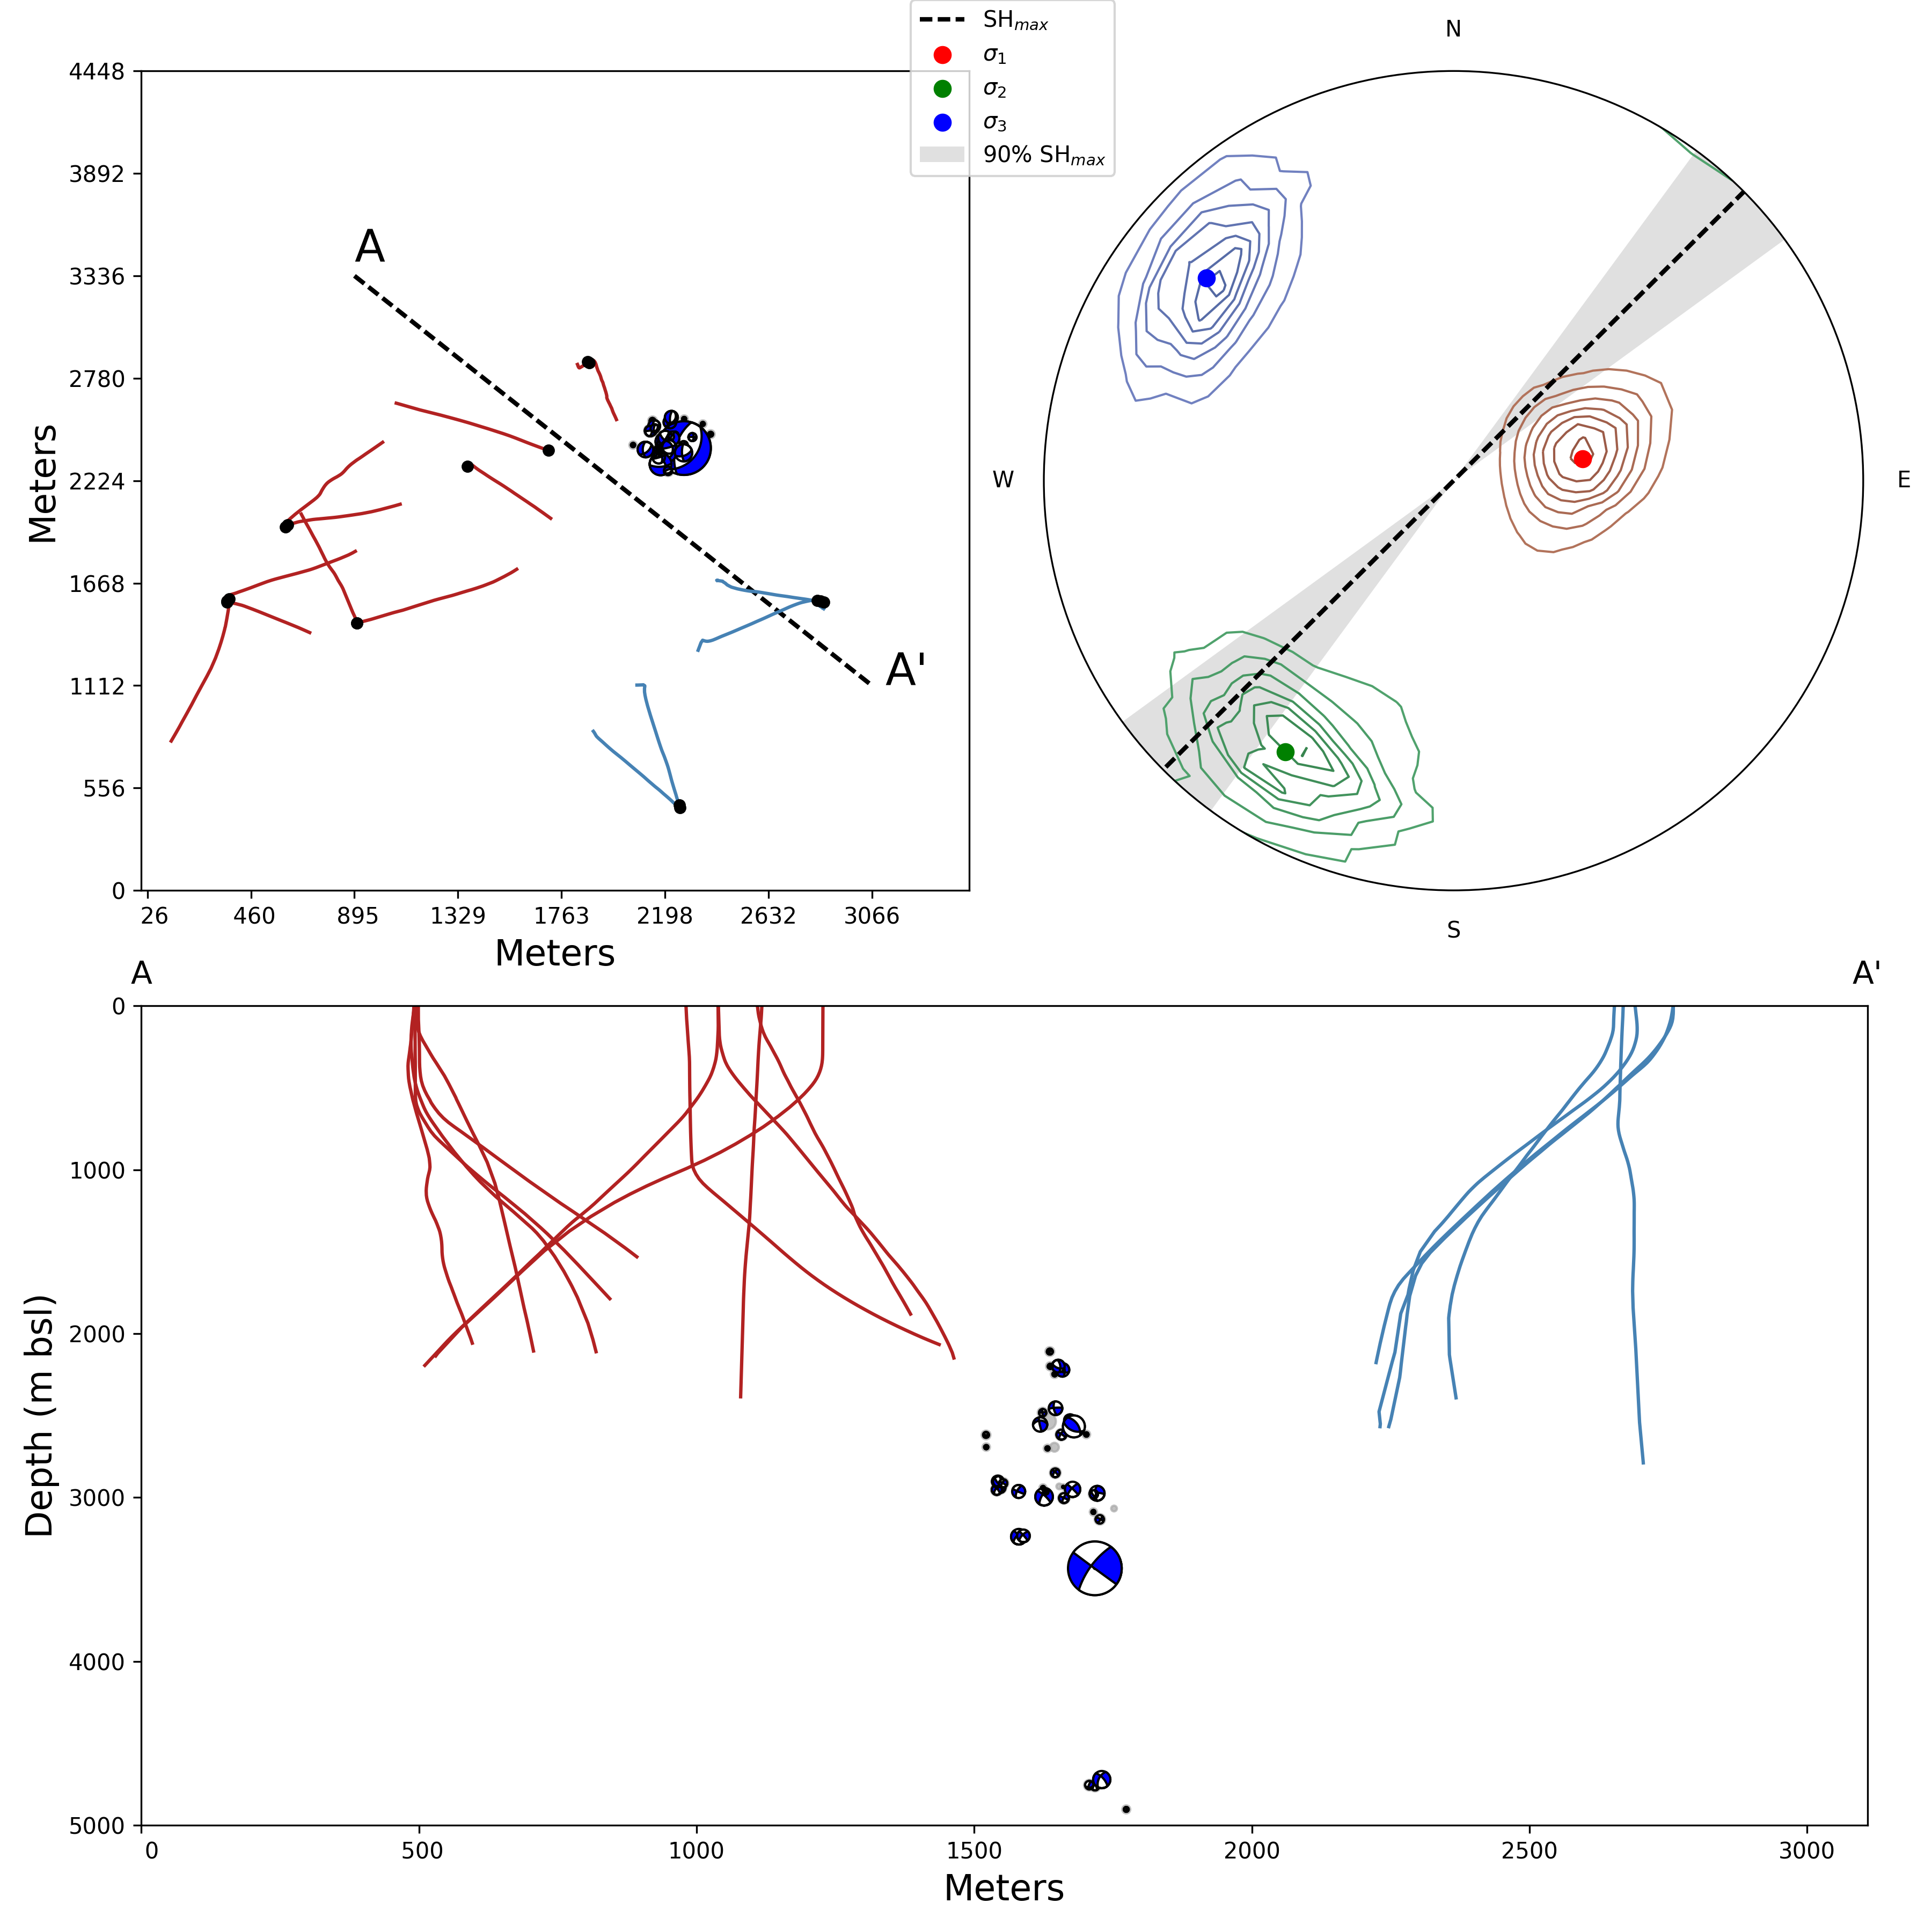 SHmax
σ1
σ2
σ3
90% SHmax
4448
3892
3336
2780
2224
1668
1112
556
0
Meters
A
A'
26 460 895 1329 1763 2198 2632 3066
Meters
N
W
E
S
A A'
0
1000
2000
3000
4000
5000
Depth (m bsl)
0 500 1000 1500 2000 2500 3000
Meters